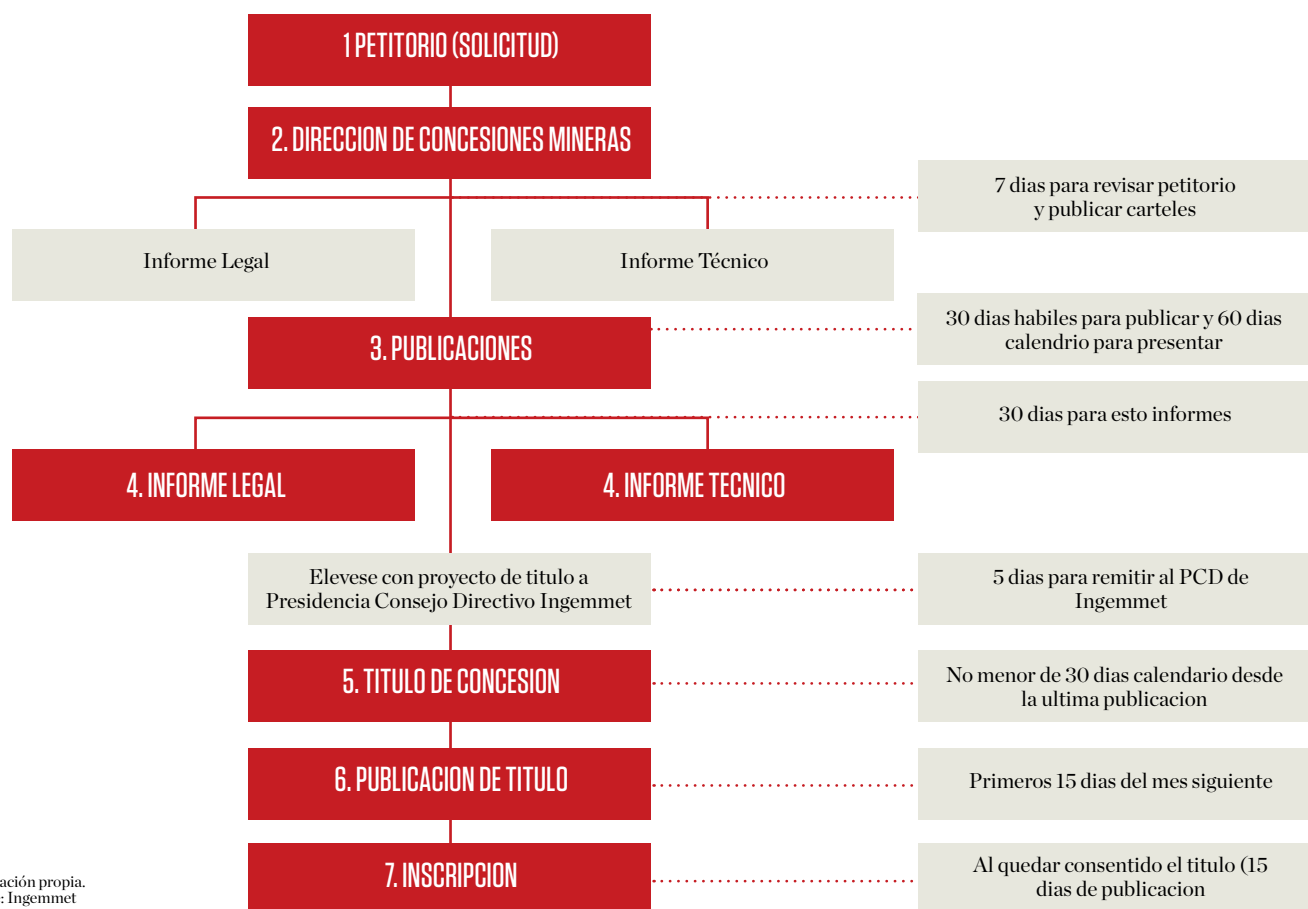 1 PETITORIO (SOLICITUD)
2. DIRECCION DE CONCESIONES MINERAS
7 dias para revisar petitorio
y publicar carteles
Informe Legal
Informe Técnico
3. PUBLICACIONES
30 dias habiles para publicar y 60 dias
calendrio para presentar
30 dias para esto informes
4. INFORME LEGAL
4. INFORME TECNICO
Elevese con proyecto de titulo a
Presidencia Consejo Directivo Ingemmet
5 dias para remitir al PCD de
Ingemmet
5. TITULO DE CONCESION
No menor de 30 dias calendario desde
la ultima publicacion
6. PUBLICACION DE TITULO
Primeros 15 dias del mes siguiente
7. INSCRIPCION
Al quedar consentido el titulo (15
dias de publicacion
ación propia.
: Ingemmet